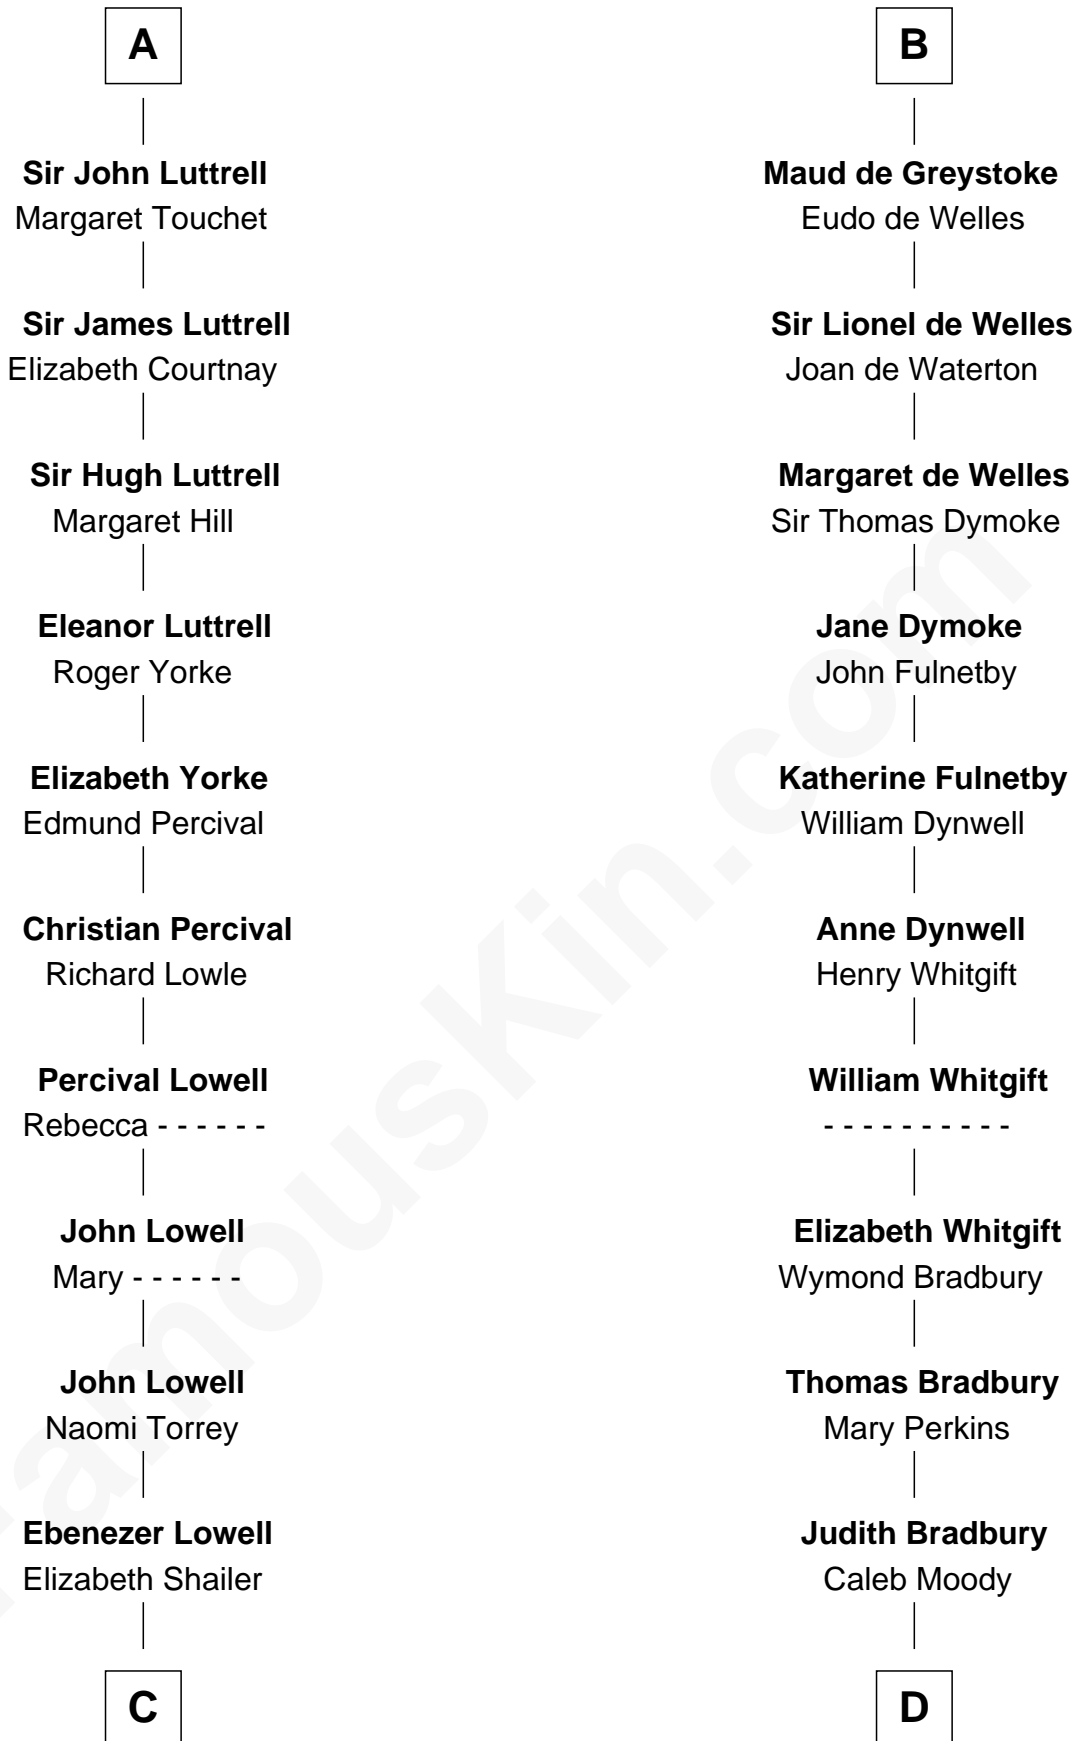 A
Sir John Luttrell
Margaret Touchet
Sir James Luttrell
Elizabeth Courtnay
Sir Hugh Luttrell
Margaret Hill
Eleanor Luttrell
Roger Yorke
Elizabeth Yorke
Edmund Percival
Christian Percival
Richard Lowle
Percival Lowell
Rebecca - - - - - -
John Lowell
Mary - - - - - -
John Lowell
Naomi Torrey
Ebenezer Lowell
Elizabeth Shailer
C
B
Maud de Greystoke
Eudo de Welles
Sir Lionel de Welles
Joan de Waterton
Margaret de Welles
Sir Thomas Dymoke
Jane Dymoke
John Fulnetby
Katherine Fulnetby
William Dynwell
Anne Dynwell
Henry Whitgift
William Whitgift
- - - - - - - - - -
Elizabeth Whitgift
Wymond Bradbury
Thomas Bradbury
Mary Perkins
Judith Bradbury
Caleb Moody
D
FamousKin.com